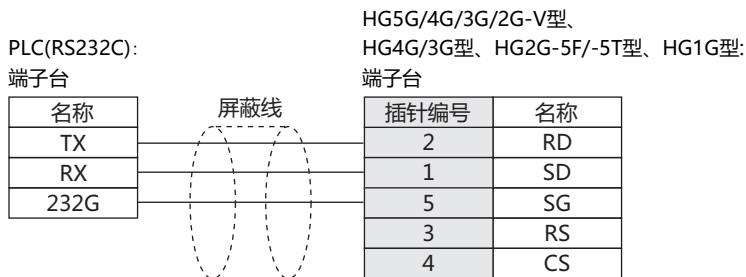 HG5G/4G/3G/2G-V型、
PLC(RS232C)： HG4G/3G型、HG2G-5F/-5T型、HG1G型:
端子台 端子台
名称 屏蔽线 插针编号 名称
TX 2 RD
RX 1 SD
232G 5 SG
3 RS
4 CS